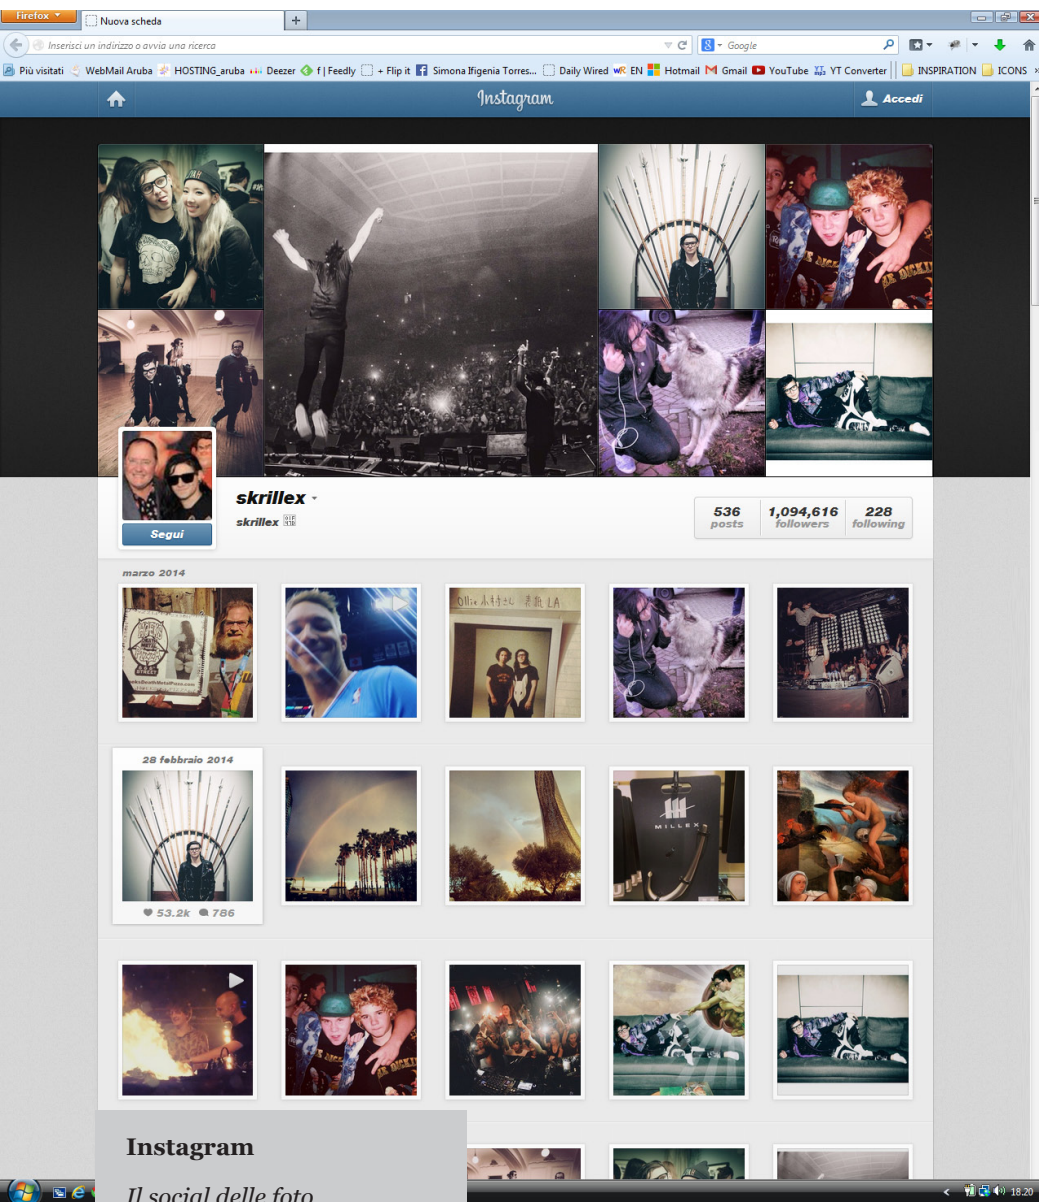 Firefox
Nuova scheda
Inserisci un indirizzo o avvia una ricerca
Google
Più visitati WebMail Aruba HOSTING_aruba Deezer f | Feedly + Flip it Simona Ifigenia Torres... Daily Wired EN Hotmail Gmail YouTube YT Converter INSPIRATION ICONS »
Instagram
Accedi
skrillex
skrillex
Segui
536 1,094,616 228
posts followers following
marzo 2014
28 febbraio 2014
MILLEX
53.2k 786
Instagram
Il social delle foto
18.20